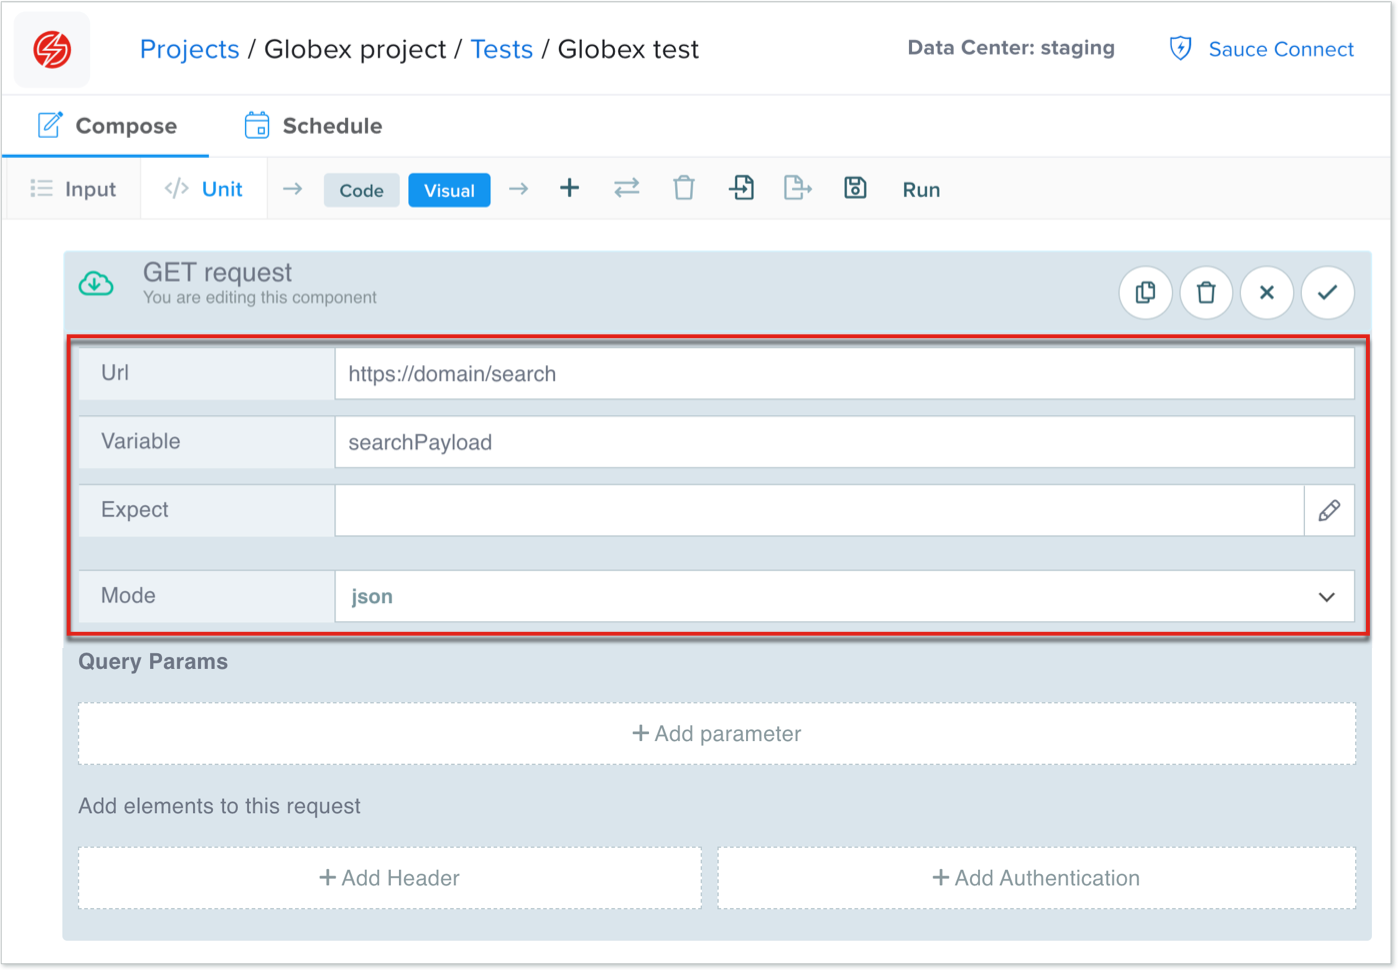 Projects / Globex project / Tests / Globex test
Data Center: staging
Sauce Connect
Compose
Schedule
Input
</> Unit
Code
Visual
Run
GET request
You are editing this component
Url
https://domain/search
Variable
searchPayload
Expect
Mode
json
Query Params
+ Add parameter
Add elements to this request
+ Add Header
+ Add Authentication